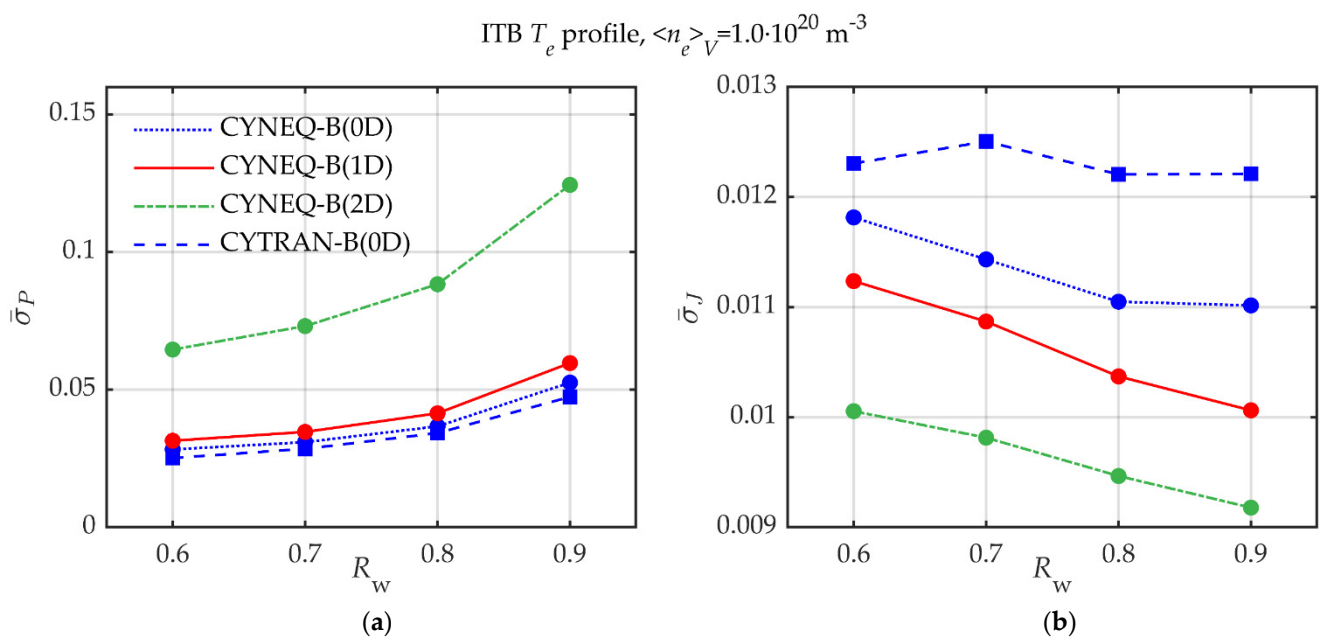 ITB T_e profile, <n_e>_V=1.0·10^20 m^-3
0.15
0.1
0.05
0
σ̄_P
CYNEQ-B(0D)
CYNEQ-B(1D)
CYNEQ-B(2D)
CYTRAN-B(0D)
0.6 0.7 0.8 0.9
R_w
(a)
0.013
0.012
0.011
0.01
0.009
σ̄_J
0.6 0.7 0.8 0.9
R_w
(b)